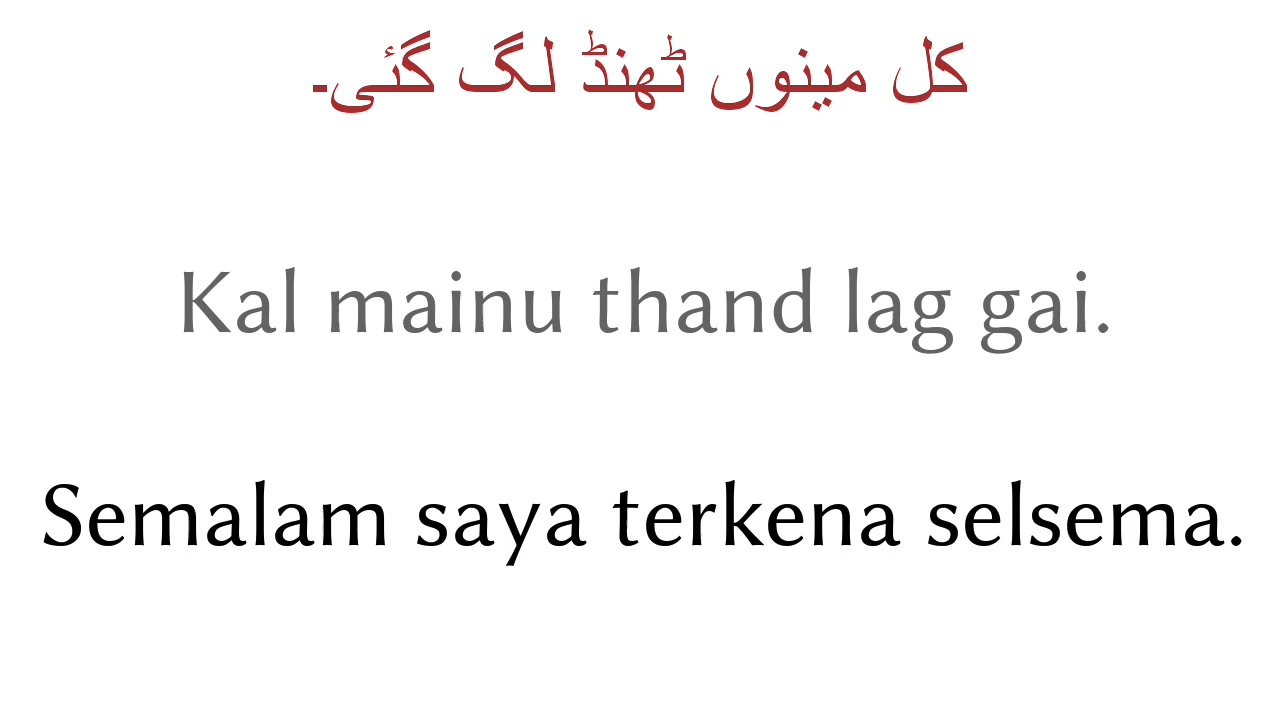 کل مینوں ٹھنڈ لگ گئی۔
Kal mainu thand lag gai.
Semalam saya terkena selsema.